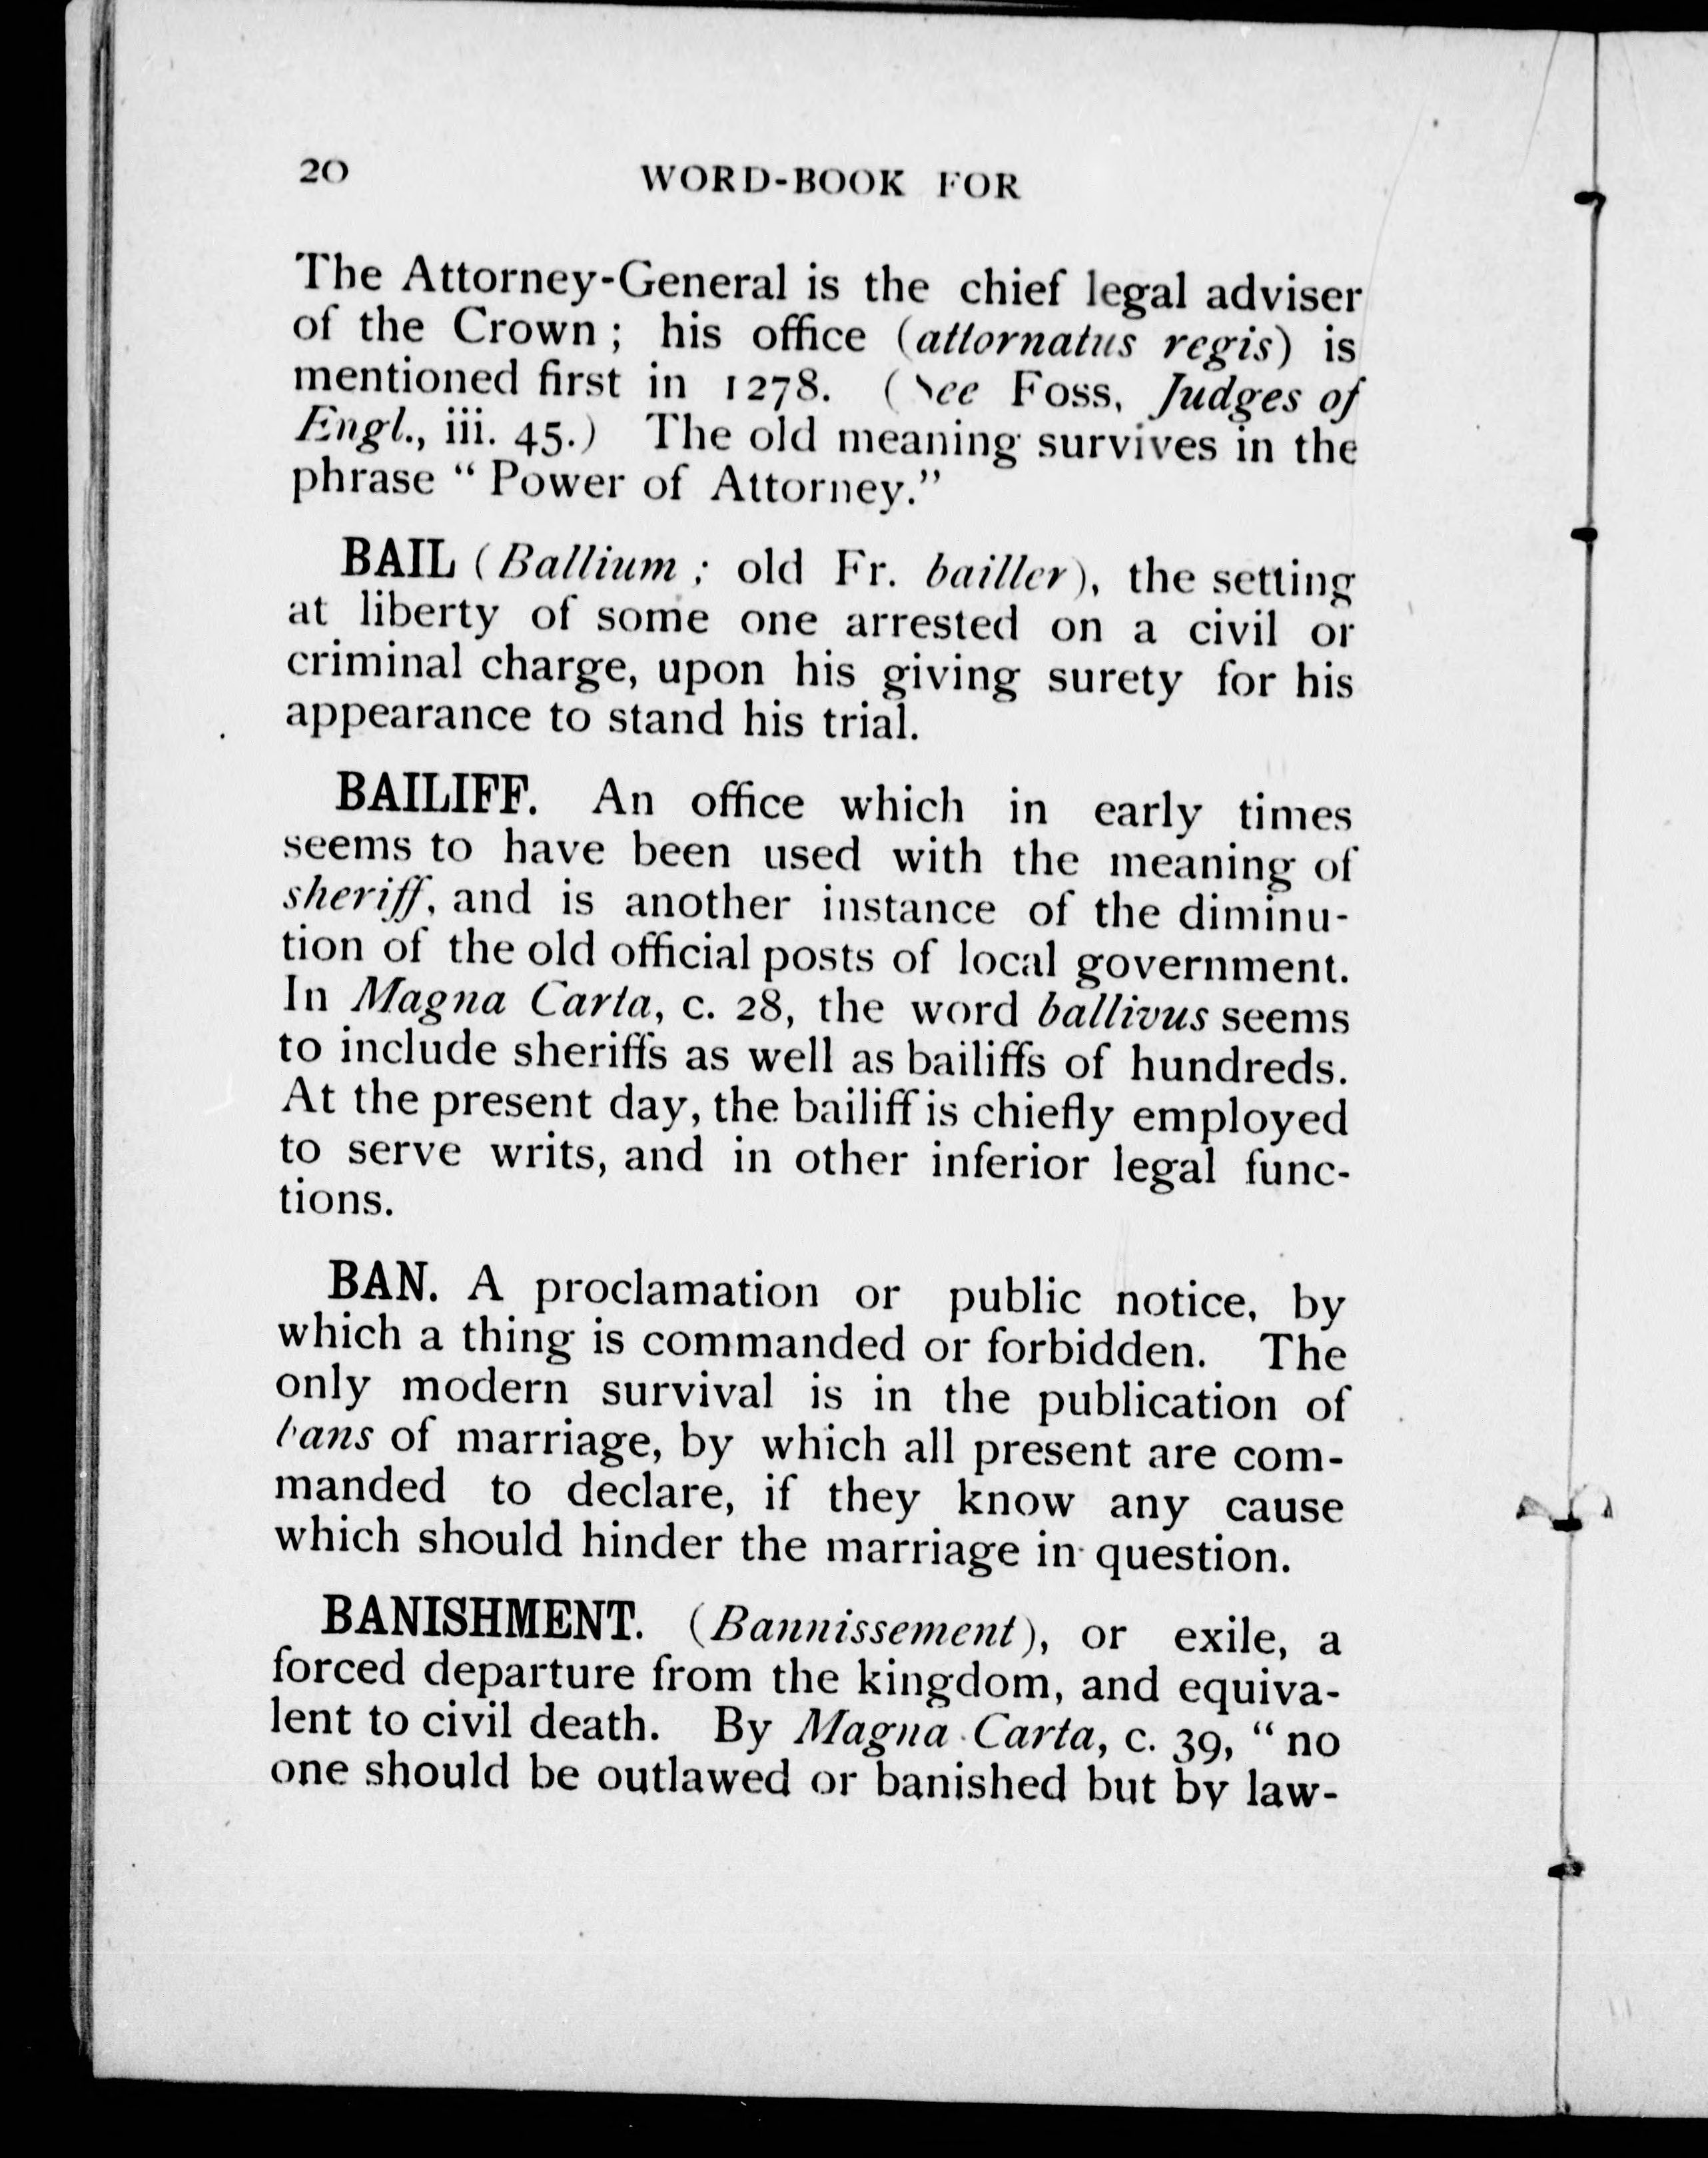 20 WORD-BOOK FOR
The Attorney-General is the chief legal adviser
of the Crown; his office (attornatus regis) is
mentioned first in 1278. (See Foss, Judges of
Engl., iii. 45.) The old meaning survives in the
phrase "Power of Attorney."
BAIL (Ballium; old Fr. bailler), the setting
at liberty of some one arrested on a civil or
criminal charge, upon his giving surety for his
appearance to stand his trial.
BAILIFF. An office which in early times
seems to have been used with the meaning of
sheriff, and is another instance of the diminu-
tion of the old official posts of local government.
In Magna Carta, c. 28, the word ballivus seems
to include sheriffs as well as bailiffs of hundreds.
At the present day, the bailiff is chiefly employed
to serve writs, and in other inferior legal func-
tions.
BAN. A proclamation or public notice, by
which a thing is commanded or forbidden. The
only modern survival is in the publication of
bans of marriage, by which all present are com-
manded to declare, if they know any cause
which should hinder the marriage in question.
BANISHMENT. (Bannissement), or exile, a
forced departure from the kingdom, and equiva-
lent to civil death. By Magna Carta, c. 39, "no
one should be outlawed or banished but by law-